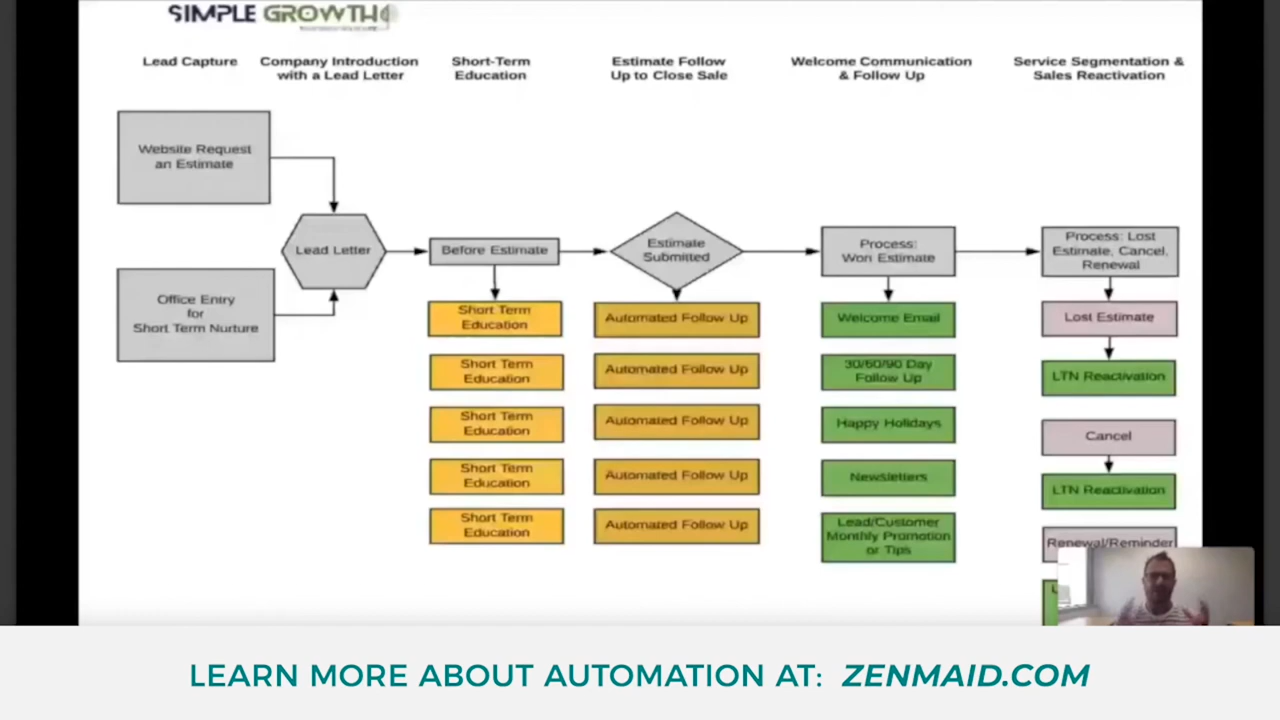 SIMPLE GROWTH
Lead Capture
Company Introduction
with a Lead Letter
Short-Term
Education
Estimate Follow
Up to Close Sale
Welcome Communication
& Follow Up
Service Segmentation &
Sales Reactivation
Website Request
an Estimate
Office Entry
for
Short Term Nurture
Lead Letter
Before Estimate
Short Term
Education
Short Term
Education
Short Term
Education
Short Term
Education
Short Term
Education
Estimate
Submitted
Automated Follow Up
Automated Follow Up
Automated Follow Up
Automated Follow Up
Automated Follow Up
Process:
Won Estimate
Welcome Email
30/60/90 Day
Follow Up
Happy Holidays
Newsletters
Lead/Customer
Monthly Promotion
or Tips
Process: Lost
Estimate, Cancel,
Renewal
Lost Estimate
LTN Reactivation
Cancel
LTN Reactivation
Renewal/Reminder
LEARN MORE ABOUT AUTOMATION AT: ZENMAID.COM